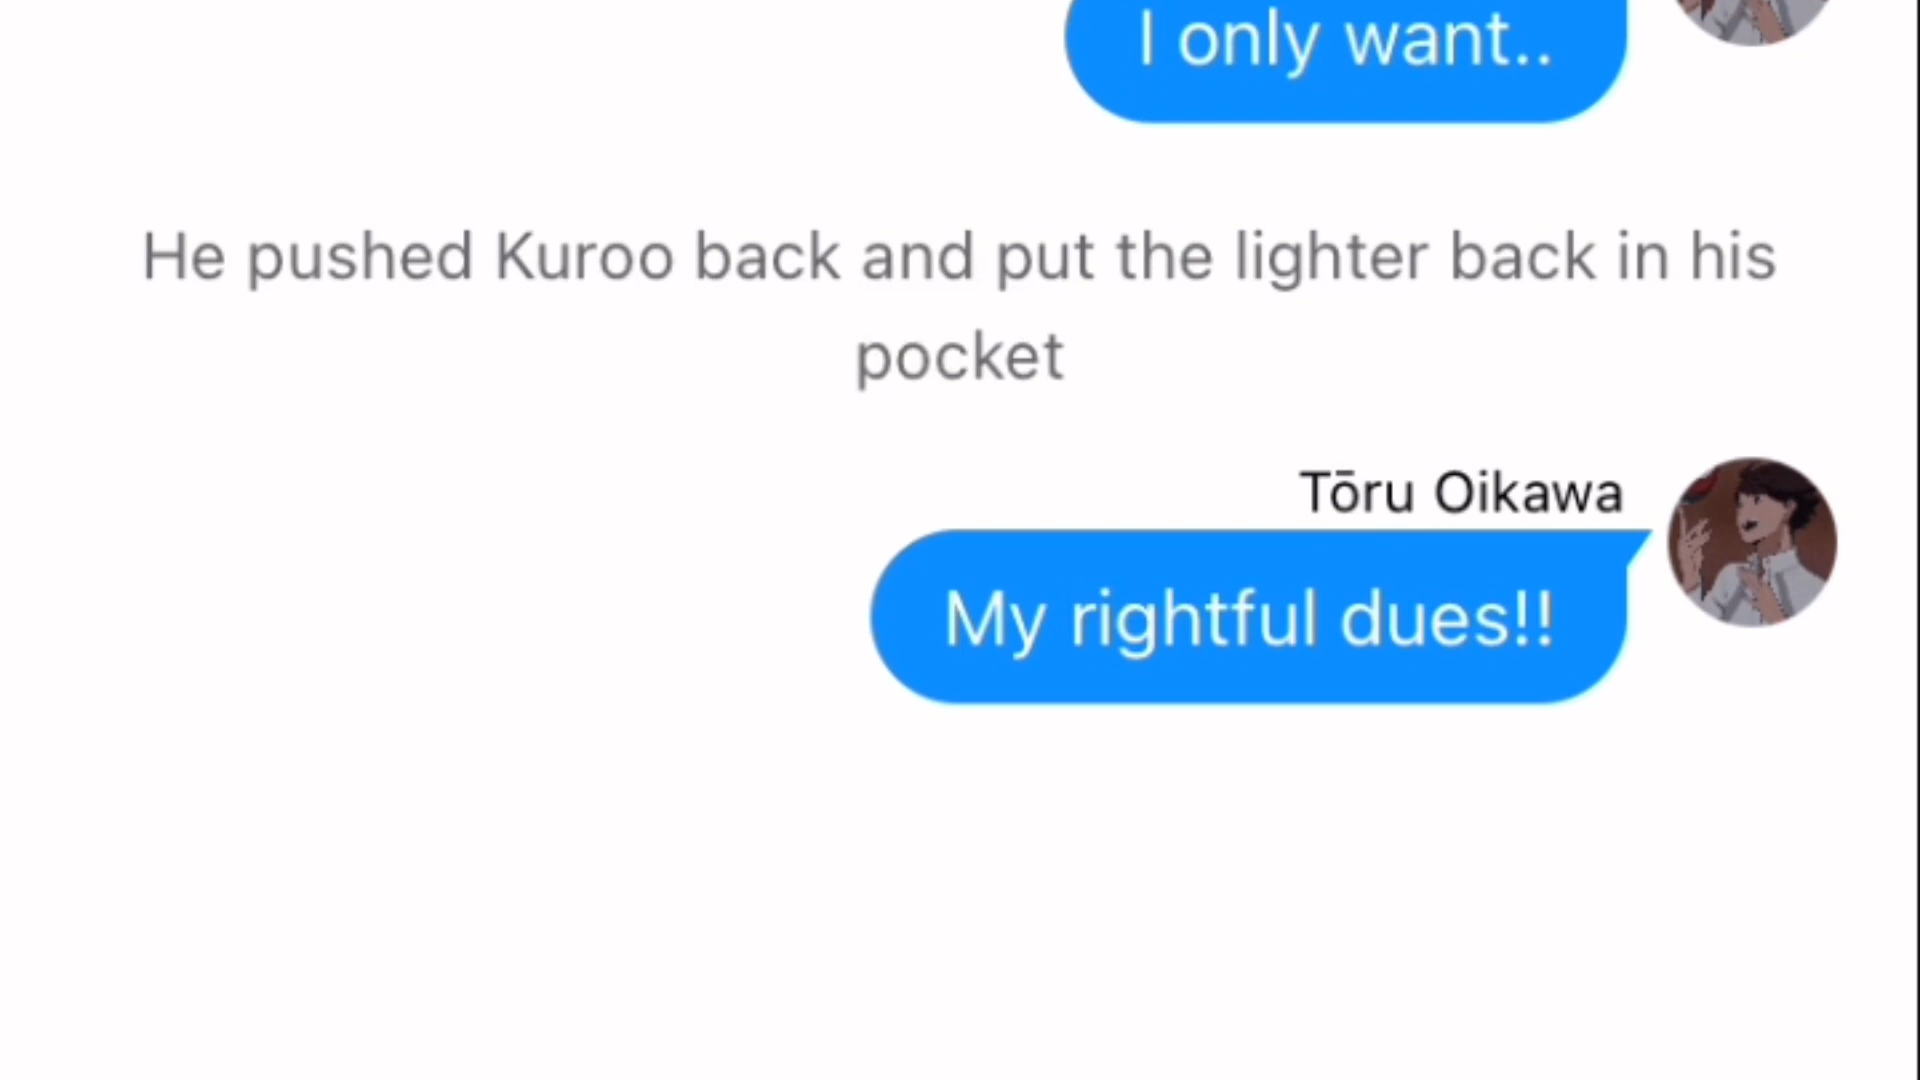 I only want..
He pushed Kuroo back and put the lighter back in his
pocket
Tōru Oikawa
My rightful dues!!